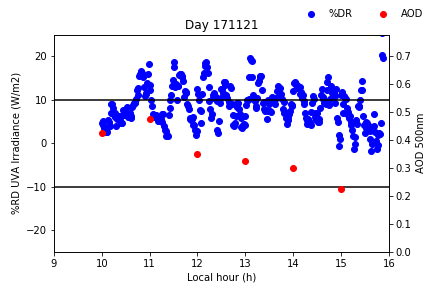 %DR AOD
Day 171121
%RD UVA Irradiance (W/m2)
20
10
0
−10
−20
9 10 11 12 13 14 15 16
Local hour (h)
0.7
0.6
0.5
0.4
0.3
0.2
0.1
0.0
AOD 500nm